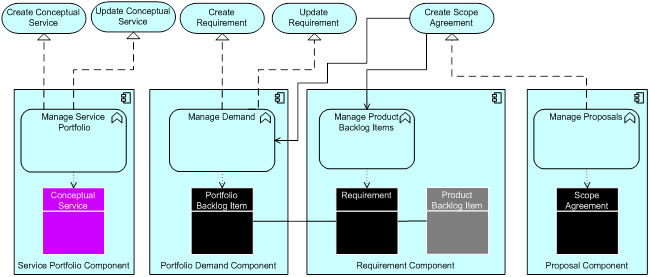 Create Conceptual
Service
Update Conceptual
Service
Create
Requirement
Update
Requirement
Create Scope
Agreement
Manage Service
Portfolio
Manage Demand
Manage Product
Backlog Items
Manage Proposals
Conceptual
Service
Portfolio
Backlog Item
Requirement
Product
Backlog Item
Scope
Agreement
Service Portfolio Component
Portfolio Demand Component
Requirement Component
Proposal Component